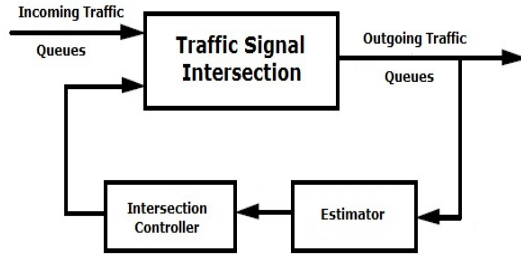 Incoming Traffic
Queues
Traffic Signal
Intersection
Outgoing Traffic
Queues
Intersection
Controller
Estimator